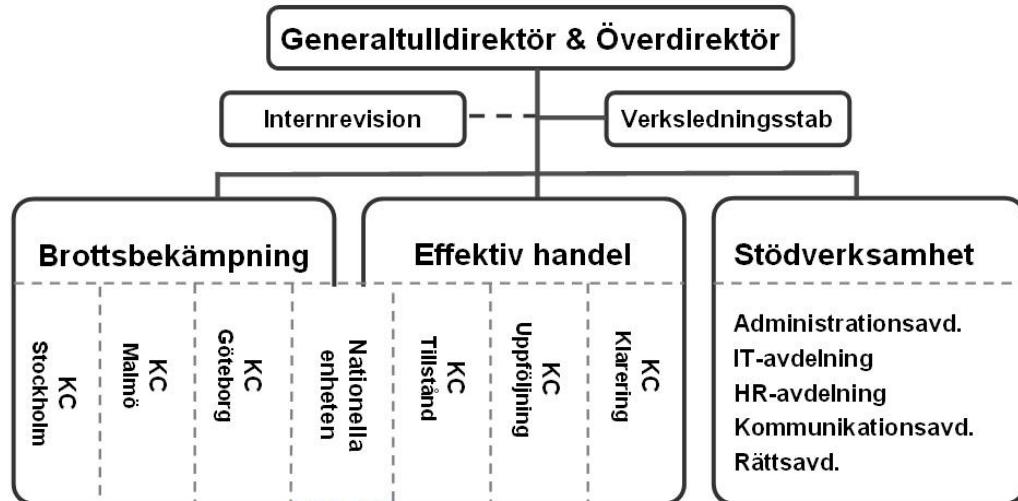 Generaltulldirektör & Överdirektör
Internrevision
Verksledningsstab
Brottsbekämpning
Effektiv handel
Stödverksamhet
KC
Stockholm
KC
Malmö
KC
Göteborg
Nationella
enheten
KC
Tillstånd
KC
Uppföljning
KC
Klarering
Administrationsavd.
IT-avdelning
HR-avdelning
Kommunikationsavd.
Rättsavd.